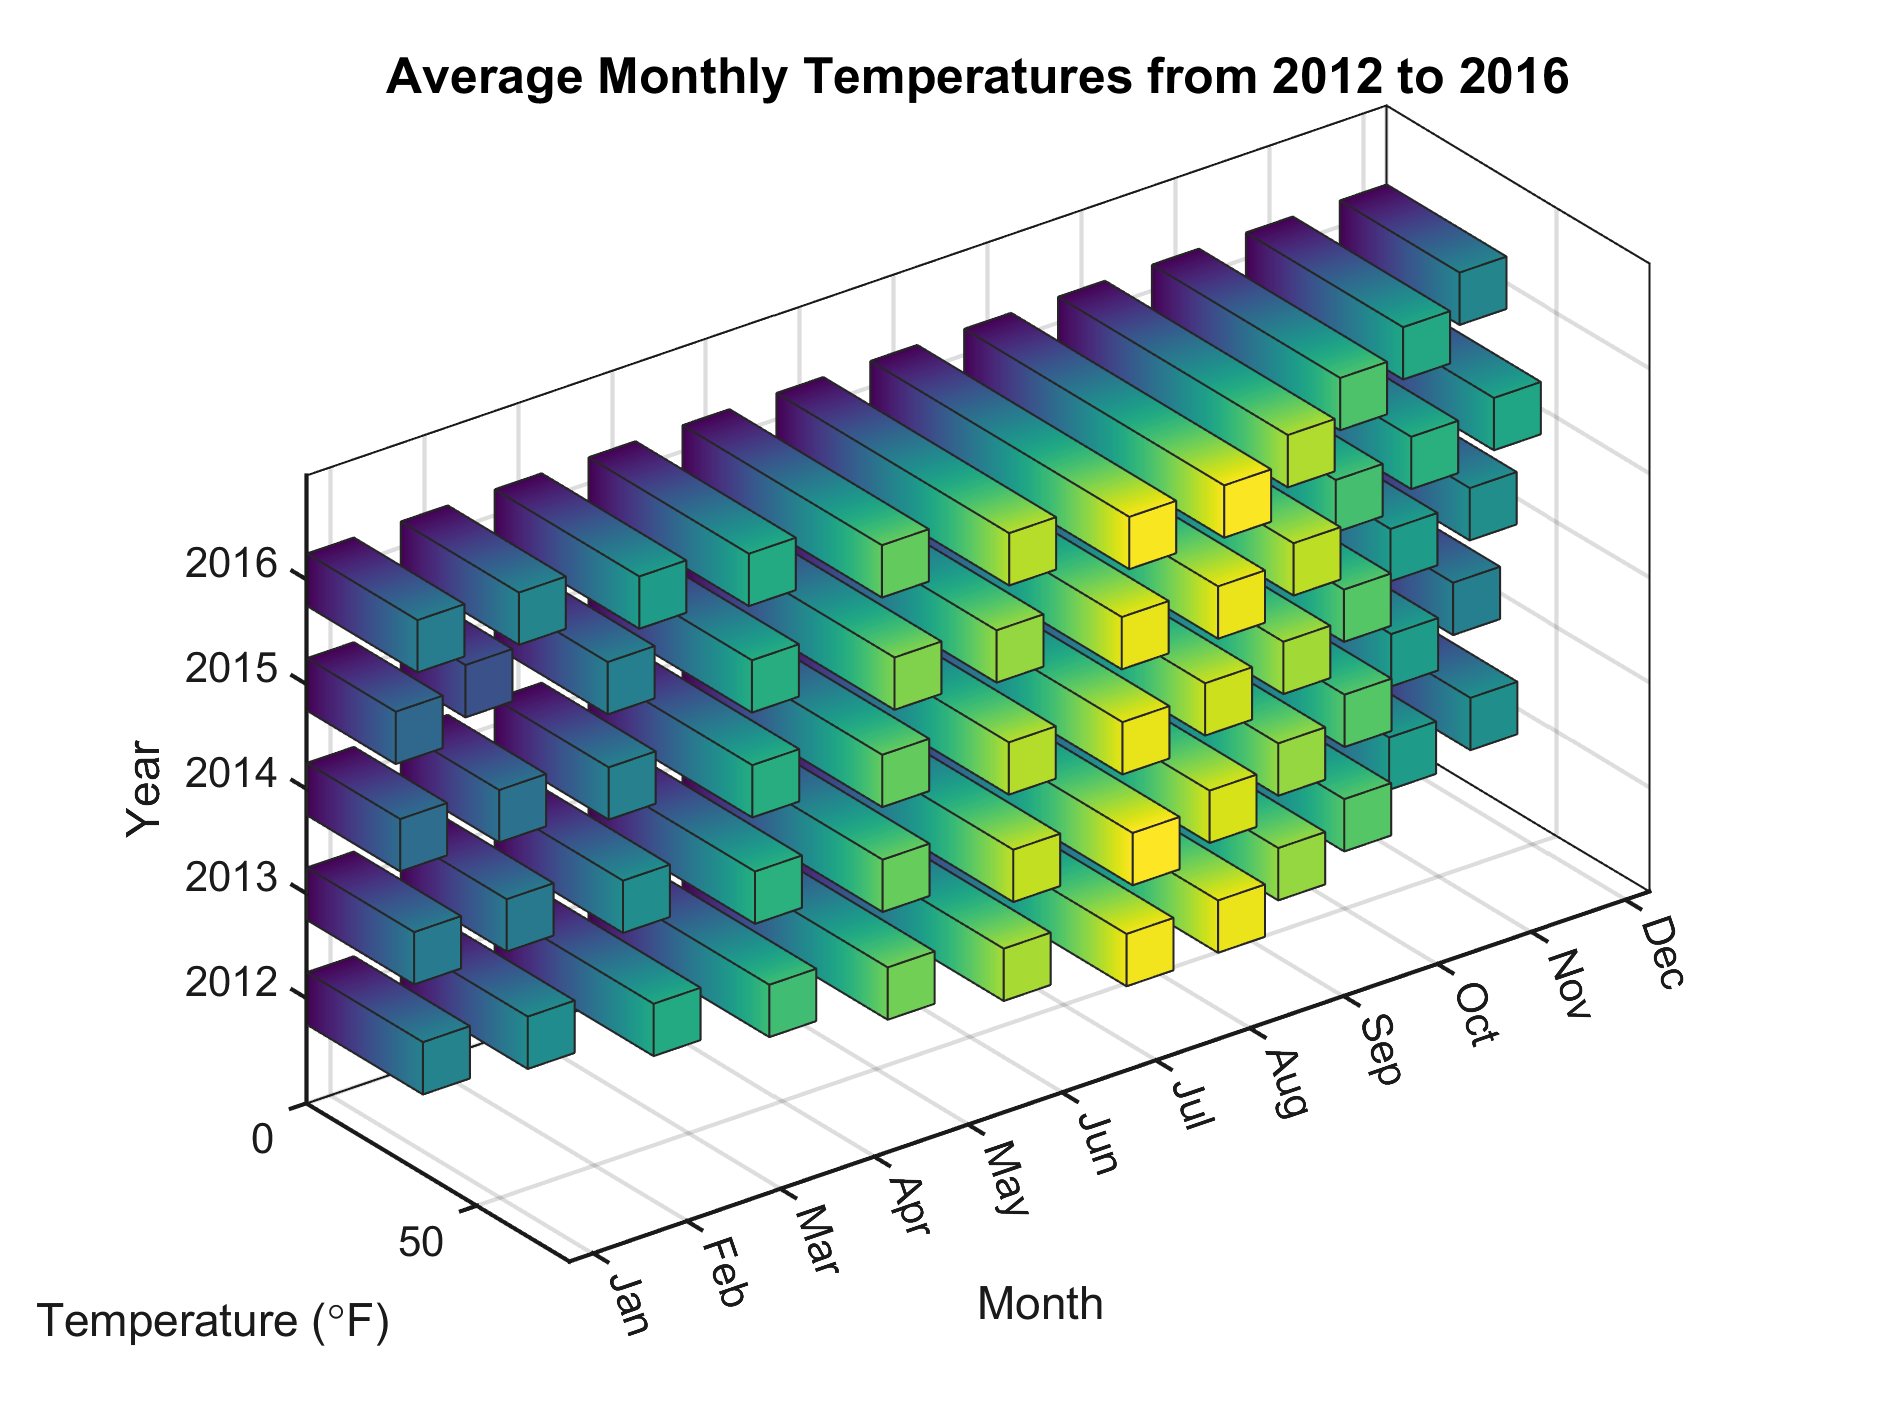 Average Monthly Temperatures from 2012 to 2016
2016
2015
2014
2013
2012
Year
0
50
Temperature (°F)
Jan
Feb
Mar
Apr
May
Jun
Jul
Aug
Sep
Oct
Nov
Dec
Month